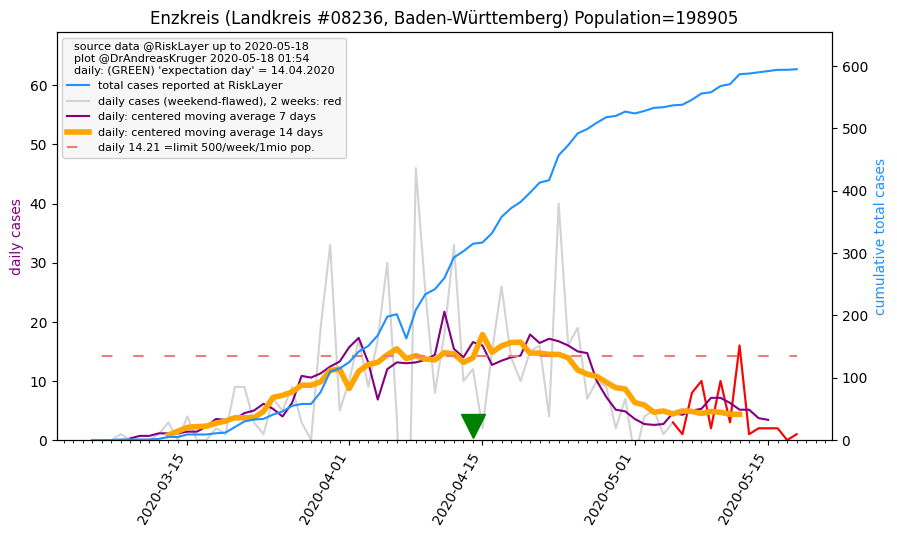 Enzkreis (Landkreis #08236, Baden-Württemberg) Population=198905
source data @RiskLayer up to 2020-05-18
plot @DrAndreasKruger 2020-05-18 01:54
daily: (GREEN) 'expectation day' = 14.04.2020
total cases reported at RiskLayer
daily cases (weekend-flawed), 2 weeks: red
daily: centered moving average 7 days
daily: centered moving average 14 days
daily 14.21 =limit 500/week/1mio pop.
daily cases
60
50
40
30
20
10
0
cumulative total cases
600
500
400
300
200
100
0
2020-03-15
2020-04-01
2020-04-15
2020-05-01
2020-05-15